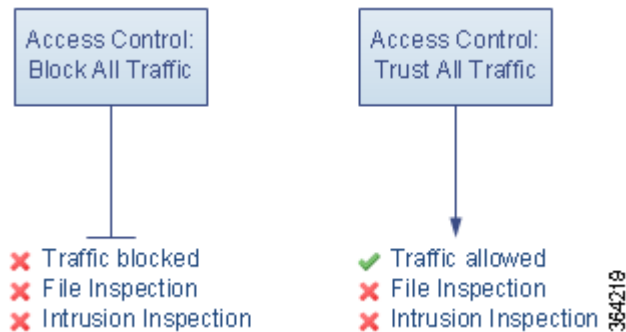 Access Control:
Block All Traffic
Traffic blocked
File Inspection
Intrusion Inspection
Access Control:
Trust All Traffic
Traffic allowed
File Inspection
Intrusion Inspection
364219